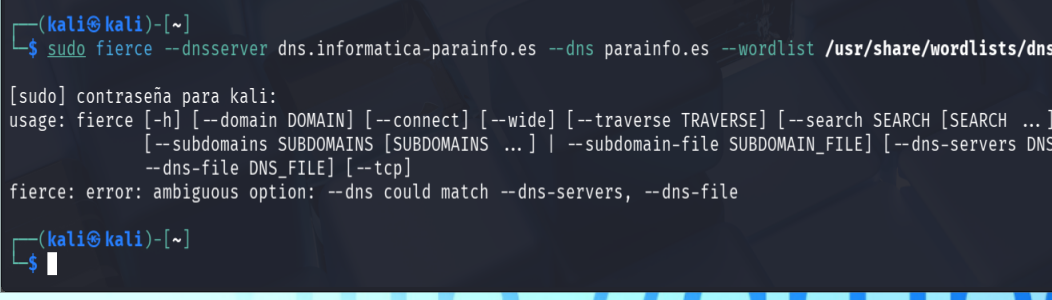 ┌──(kali㉿kali)-[~]
└─$ sudo fierce --dnsserver dns.informatica-parainfo.es --dns parainfo.es --wordlist /usr/share/wordlists/dns
[sudo] contraseña para kali:
usage: fierce [-h] [--domain DOMAIN] [--connect] [--wide] [--traverse TRAVERSE] [--search SEARCH [SEARCH ...]
[--subdomains SUBDOMAINS [SUBDOMAINS ...] | --subdomain-file SUBDOMAIN_FILE] [--dns-servers DNS
--dns-file DNS_FILE] [--tcp]
fierce: error: ambiguous option: --dns could match --dns-servers, --dns-file
┌──(kali㉿kali)-[~]
└─$